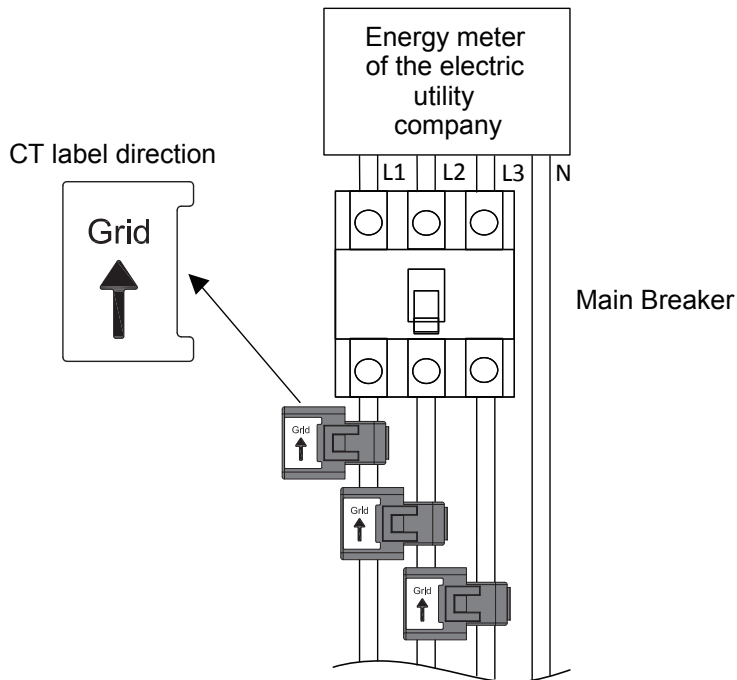 Energy meter
of the electric
utility
company
CT label direction
L1 L2 L3 N
Grid
Main Breaker
Grid
Grid
Grid